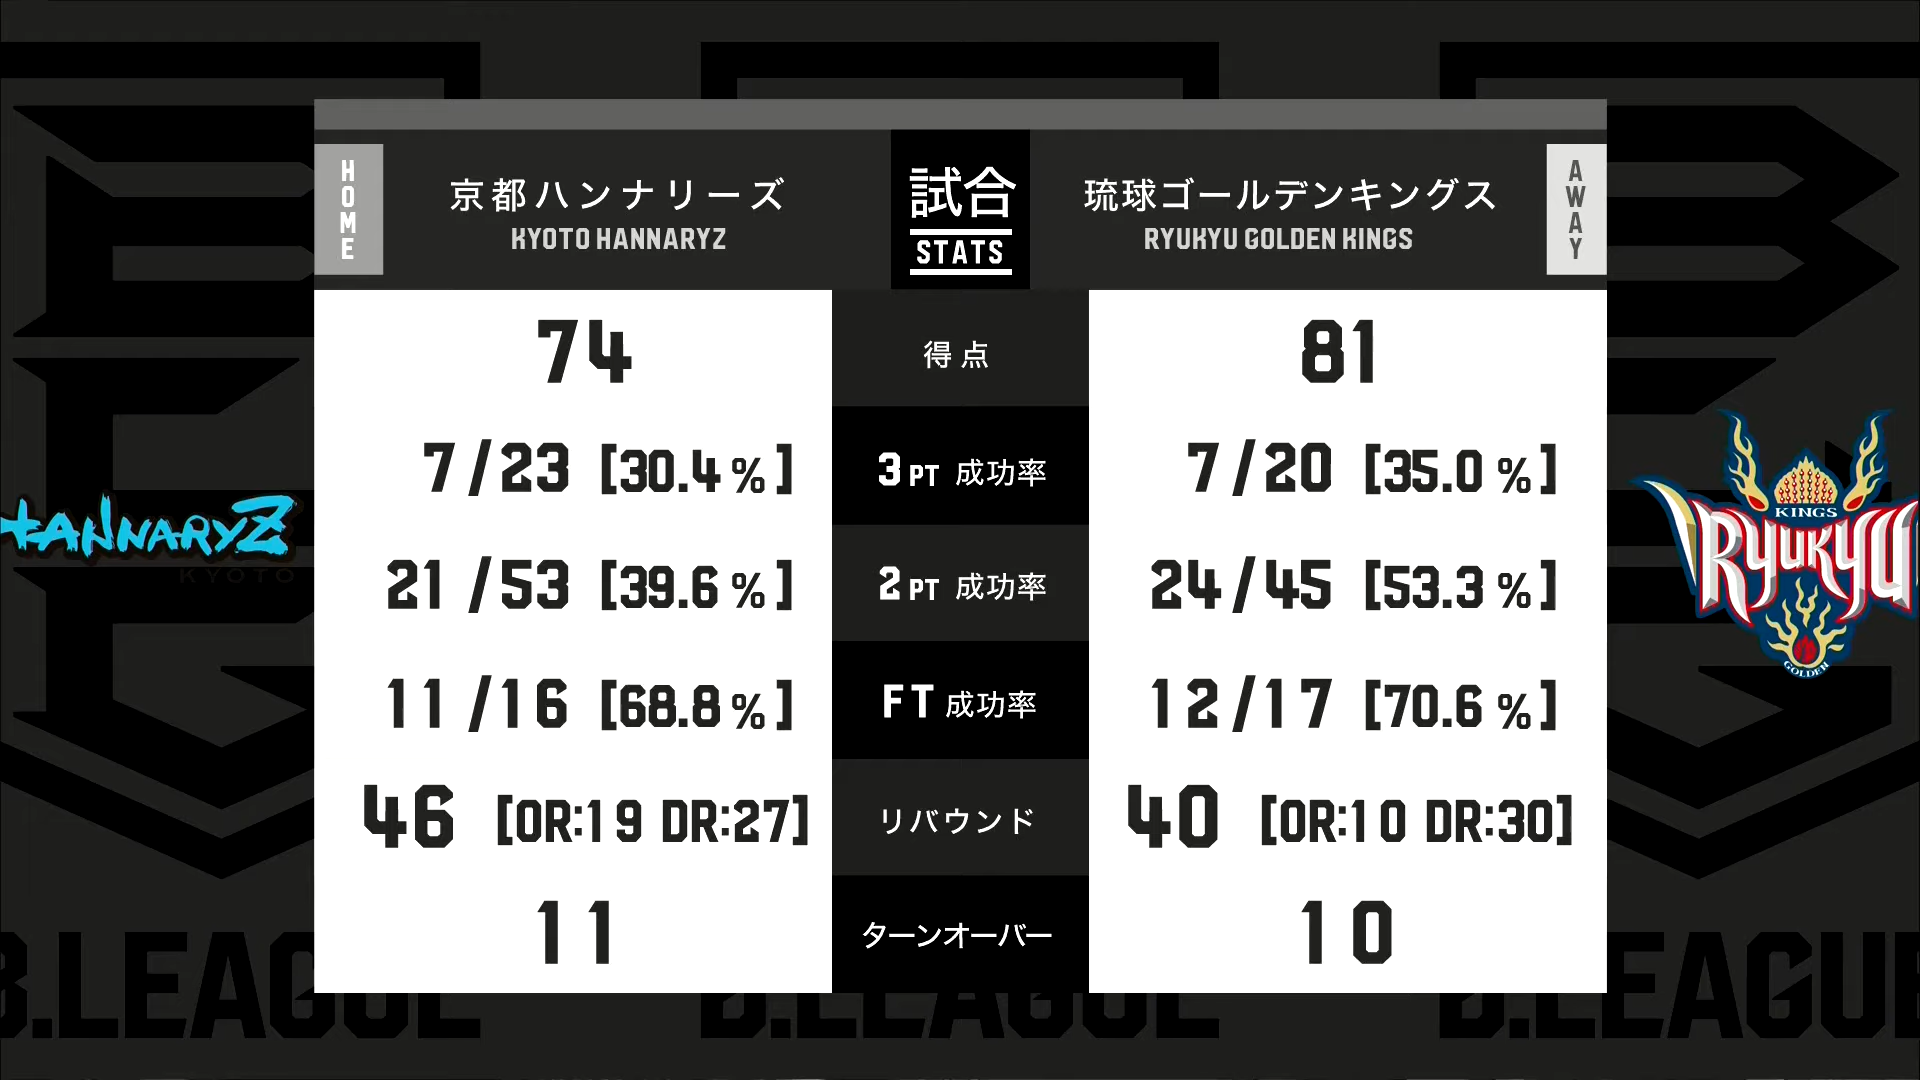 HOME
京都ハンナリーズ
KYOTO HANNARYZ
試合
STATS
琉球ゴールデンキングス
RYUKYU GOLDEN KINGS
AWAY
74 得点 81
7/23 [30.4%] 3PT 成功率 7/20 [35.0%]
21/53 [39.6%] 2PT 成功率 24/45 [53.3%]
11/16 [68.8%] FT 成功率 12/17 [70.6%]
46 [OR:19 DR:27] リバウンド 40 [OR:10 DR:30]
11 ターンオーバー 10
HANNARYZ
KYOTO
KINGS
RYUKYU
GOLDEN
B.LEAGUE
B.LEAGUE
B.LEAGUE